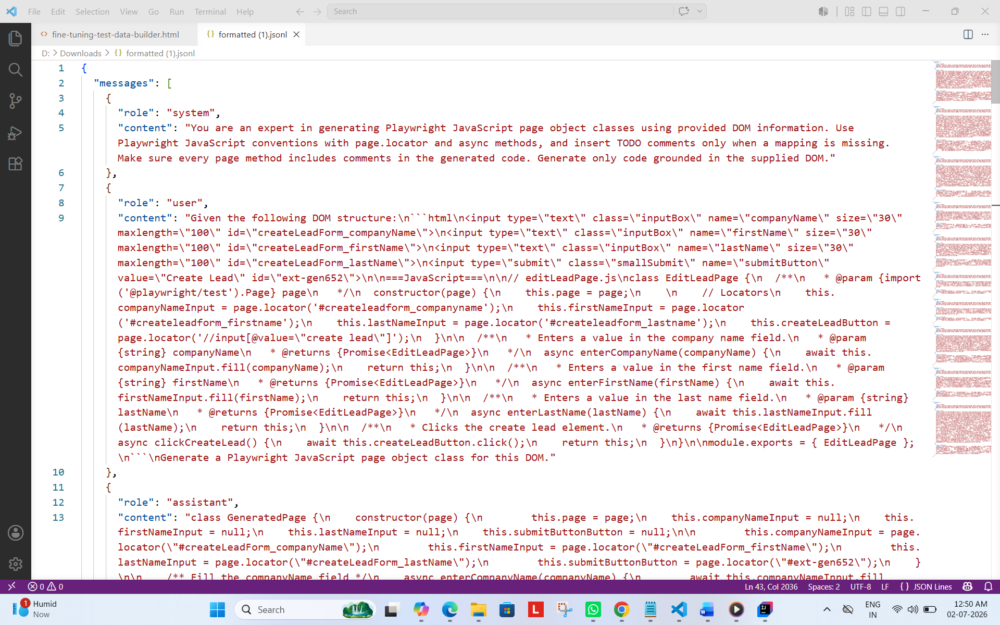 File Edit Selection View Go Run Terminal Help
Search
fine-tuning-test-data-builder.html
formatted (1).jsonl
D: > Downloads > {} formatted (1).jsonl
1 {
2 "messages": [
3 {
4 "role": "system",
5 "content": "You are an expert in generating Playwright JavaScript page object classes using provided DOM information. Use
Playwright JavaScript conventions with page.locator and async methods, and insert TODO comments only when a mapping is missing.
Make sure every page method includes comments in the generated code. Generate only code grounded in the supplied DOM."
6 },
7 {
8 "role": "user",
9 "content": "Given the following DOM structure:\n```html\n<input type=\"text\" class=\"inputBox\" name=\"companyName\" size=\"30\"
maxlength=\"100\" id=\"createLeadForm_companyName\">\n<input type=\"text\" class=\"inputBox\" name=\"firstName\" size=\"30\"
maxlength=\"100\" id=\"createLeadForm_firstName\">\n<input type=\"text\" class=\"inputBox\" name=\"lastName\" size=\"30\"
maxlength=\"100\" id=\"createLeadForm_lastName\">\n<input type=\"submit\" class=\"smallSubmit\" name=\"submitButton\"
value=\"Create Lead\" id=\"ext-gen652\">\n\n===JavaScript===\n\n// editLeadPage.js\nclass EditLeadPage {\n  /**\n   * @param {import
('@playwright/test').Page} page\n   */\n  constructor(page) {\n    this.page = page;\n    \n    // Locators\n    this.
companyNameInput = page.locator('#createleadform_companyname');\n    this.firstNameInput = page.locator
('#createleadform_firstname');\n    this.lastNameInput = page.locator('#createleadform_lastname');\n    this.createLeadButton =
page.locator('//input[@value=\"create lead\"]');\n  }\n\n  /**\n   * Enters a value in the company name field.\n   * @param
{string} companyName\n   * @returns {Promise<EditLeadPage>}\n   */\n  async enterCompanyName(companyName) {\n    await this.
companyNameInput.fill(companyName);\n    return this;\n  }\n\n  /**\n   * Enters a value in the first name field.\n   * @param
{string} firstName\n   * @returns {Promise<EditLeadPage>}\n   */\n  async enterFirstName(firstName) {\n    await this.
firstNameInput.fill(firstName);\n    return this;\n  }\n\n  /**\n   * Enters a value in the last name field.\n   * @param {string}
lastName\n   * @returns {Promise<EditLeadPage>}\n   */\n  async enterLastName(lastName) {\n    await this.lastNameInput.fill
(lastName);\n    return this;\n  }\n\n  /**\n   * Clicks the create lead element.\n   * @returns {Promise<EditLeadPage>}\n   */\n
async clickCreateLead() {\n    await this.createLeadButton.click();\n    return this;\n  }\n}\n\nmodule.exports = { EditLeadPage };
\n```\nGenerate a Playwright JavaScript page object class for this DOM."
10 },
11 {
12 "role": "assistant",
13 "content": "class GeneratedPage {\n    constructor(page) {\n        this.page = page;\n    this.companyNameInput = null;\n    this.
firstNameInput = null;\n    this.lastNameInput = null;\n    this.submitButtonButton = null;\n\n        this.companyNameInput = page.
locator(\"#createLeadForm_companyName\");\n        this.firstNameInput = page.locator(\"#createLeadForm_firstName\");\n        this.
lastNameInput = page.locator(\"#createLeadForm_lastName\");\n        this.submitButtonButton = page.locator(\"#ext-gen652\");\n    }
\n\n    /** Fill the companyName field */\n    async enterCompanyName(companyName) {\n        await this.companyNameInput.fill
0 0
Ln 43, Col 2036 Spaces: 2 UTF-8 LF {} JSON Lines
1 Humid
Now
Search
ENG
IN
12:50 AM
02-07-2026